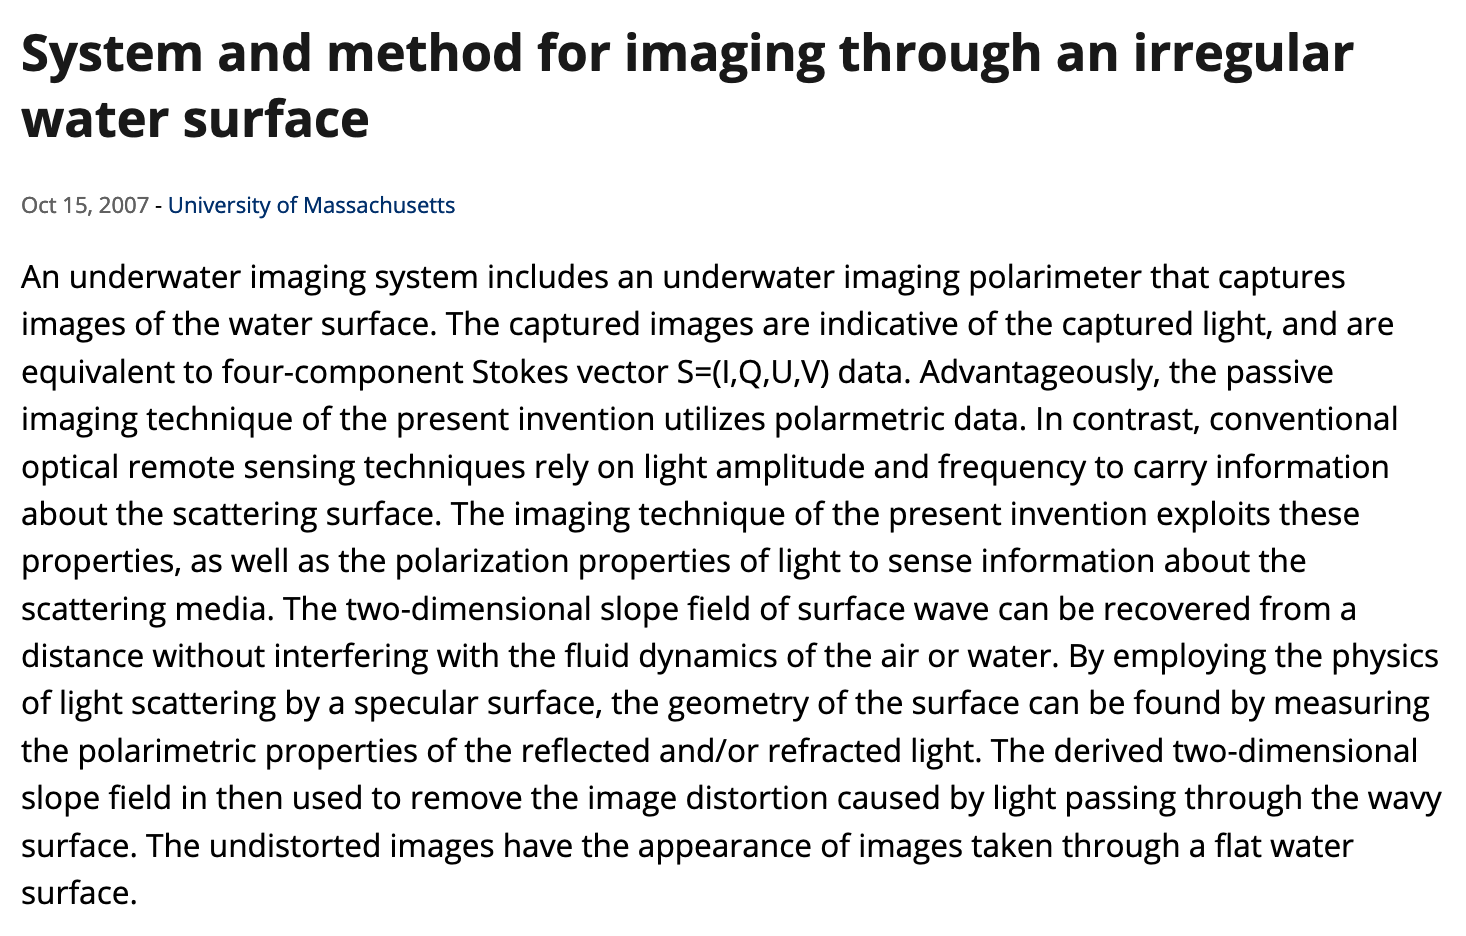 System and method for imaging through an irregular
water surface
Oct 15, 2007 - University of Massachusetts
An underwater imaging system includes an underwater imaging polarimeter that captures
images of the water surface. The captured images are indicative of the captured light, and are
equivalent to four-component Stokes vector S=(I,Q,U,V) data. Advantageously, the passive
imaging technique of the present invention utilizes polarmetric data. In contrast, conventional
optical remote sensing techniques rely on light amplitude and frequency to carry information
about the scattering surface. The imaging technique of the present invention exploits these
properties, as well as the polarization properties of light to sense information about the
scattering media. The two-dimensional slope field of surface wave can be recovered from a
distance without interfering with the fluid dynamics of the air or water. By employing the physics
of light scattering by a specular surface, the geometry of the surface can be found by measuring
the polarimetric properties of the reflected and/or refracted light. The derived two-dimensional
slope field in then used to remove the image distortion caused by light passing through the wavy
surface. The undistorted images have the appearance of images taken through a flat water
surface.